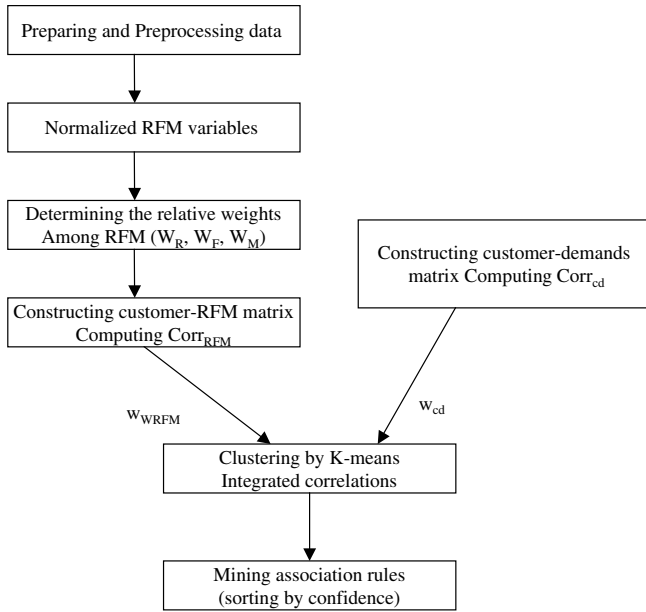 Preparing and Preprocessing data
Normalized RFM variables
Determining the relative weights
Among RFM (W_R, W_F, W_M)
Constructing customer-demands
matrix Computing Corr_cd
Constructing customer-RFM matrix
Computing Corr_RFM
w_WRFM
w_cd
Clustering by K-means
Integrated correlations
Mining association rules
(sorting by confidence)